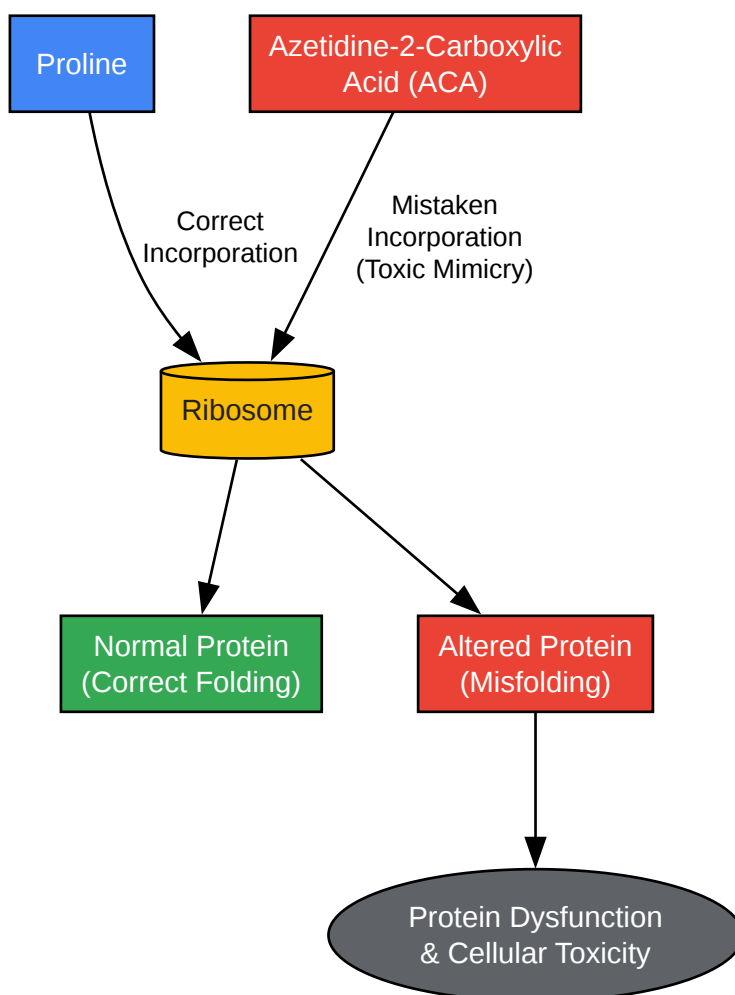 Proline
Azetidine-2-Carboxylic
Acid (ACA)
Correct
Incorporation
Mistaken
Incorporation
(Toxic Mimicry)
Ribosome
Normal Protein
(Correct Folding)
Altered Protein
(Misfolding)
Protein Dysfunction
& Cellular Toxicity